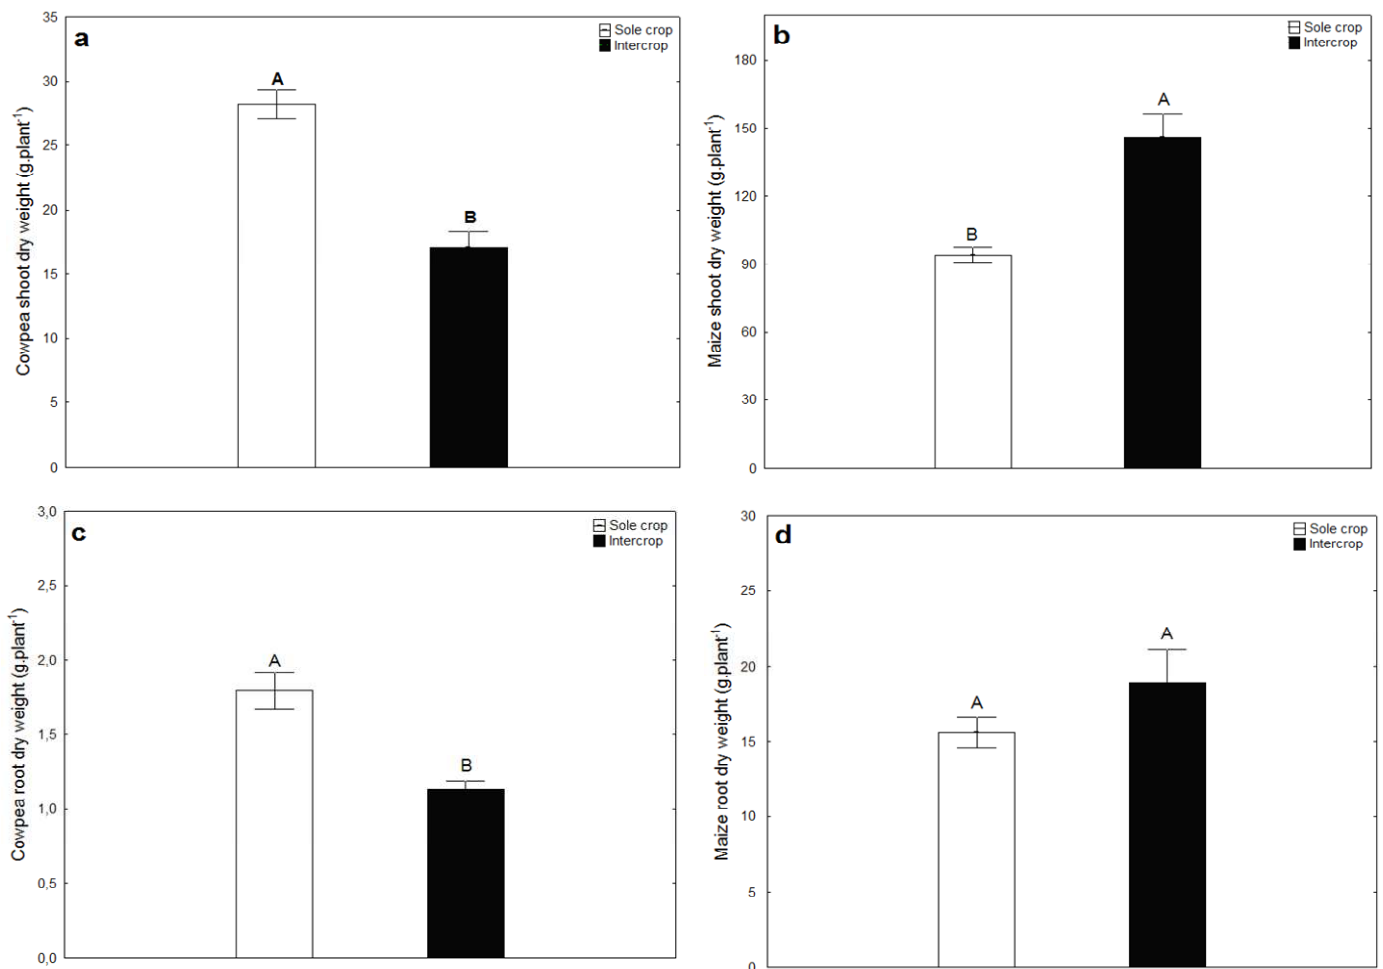 a
Sole crop
Intercrop
Cowpea shoot dry weight (g.plant⁻¹)
35
30
25
20
15
10
5
0
A
B
b
Sole crop
Intercrop
Maize shoot dry weight (g.plant⁻¹)
180
150
120
90
60
30
0
B
A
c
Sole crop
Intercrop
Cowpea root dry weight (g.plant⁻¹)
3,0
2,5
2,0
1,5
1,0
0,5
0,0
A
B
d
Sole crop
Intercrop
Maize root dry weight (g.plant⁻¹)
30
25
20
15
10
5
0
A
A